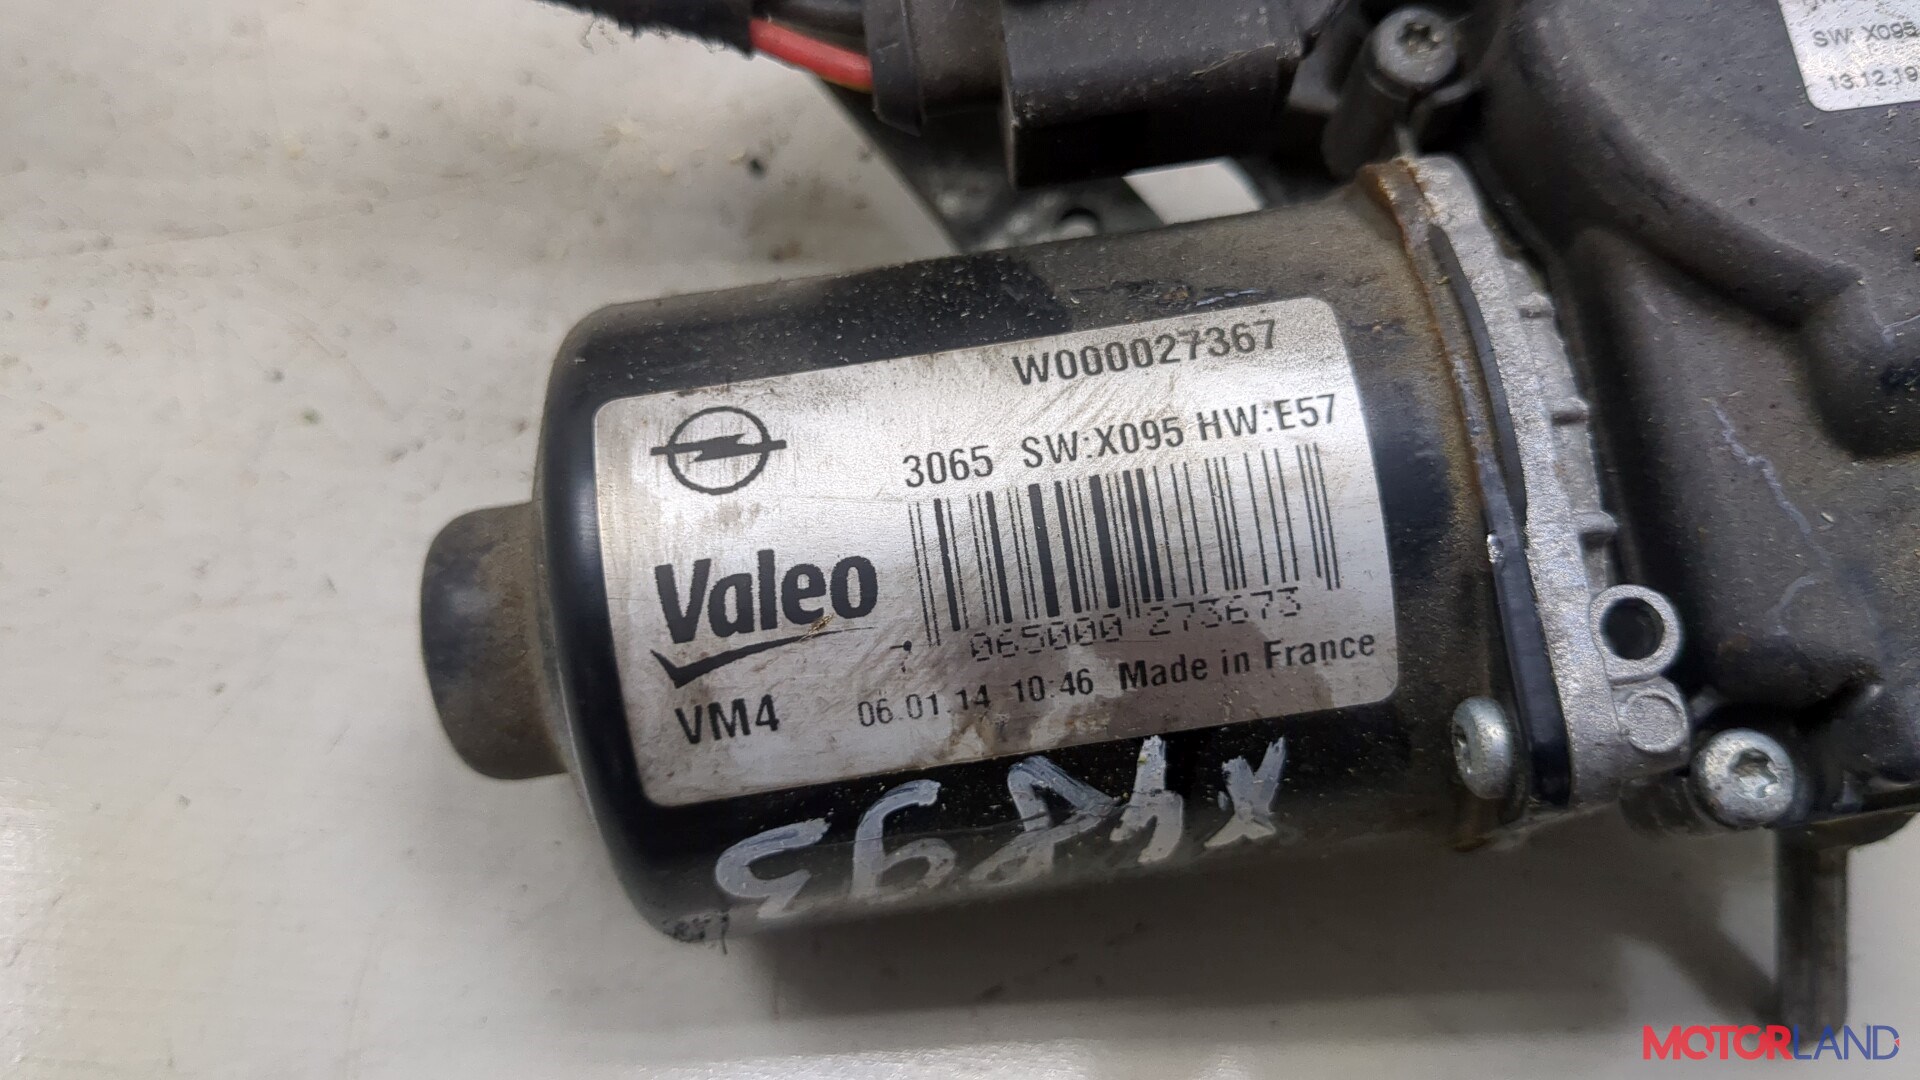 SW: X095
13.12.19
W000027367
3065 SW:X095 HW:E57
Valeo
065000 273673
VM4 06.01.14 10:46 Made in France
MOTORLAND